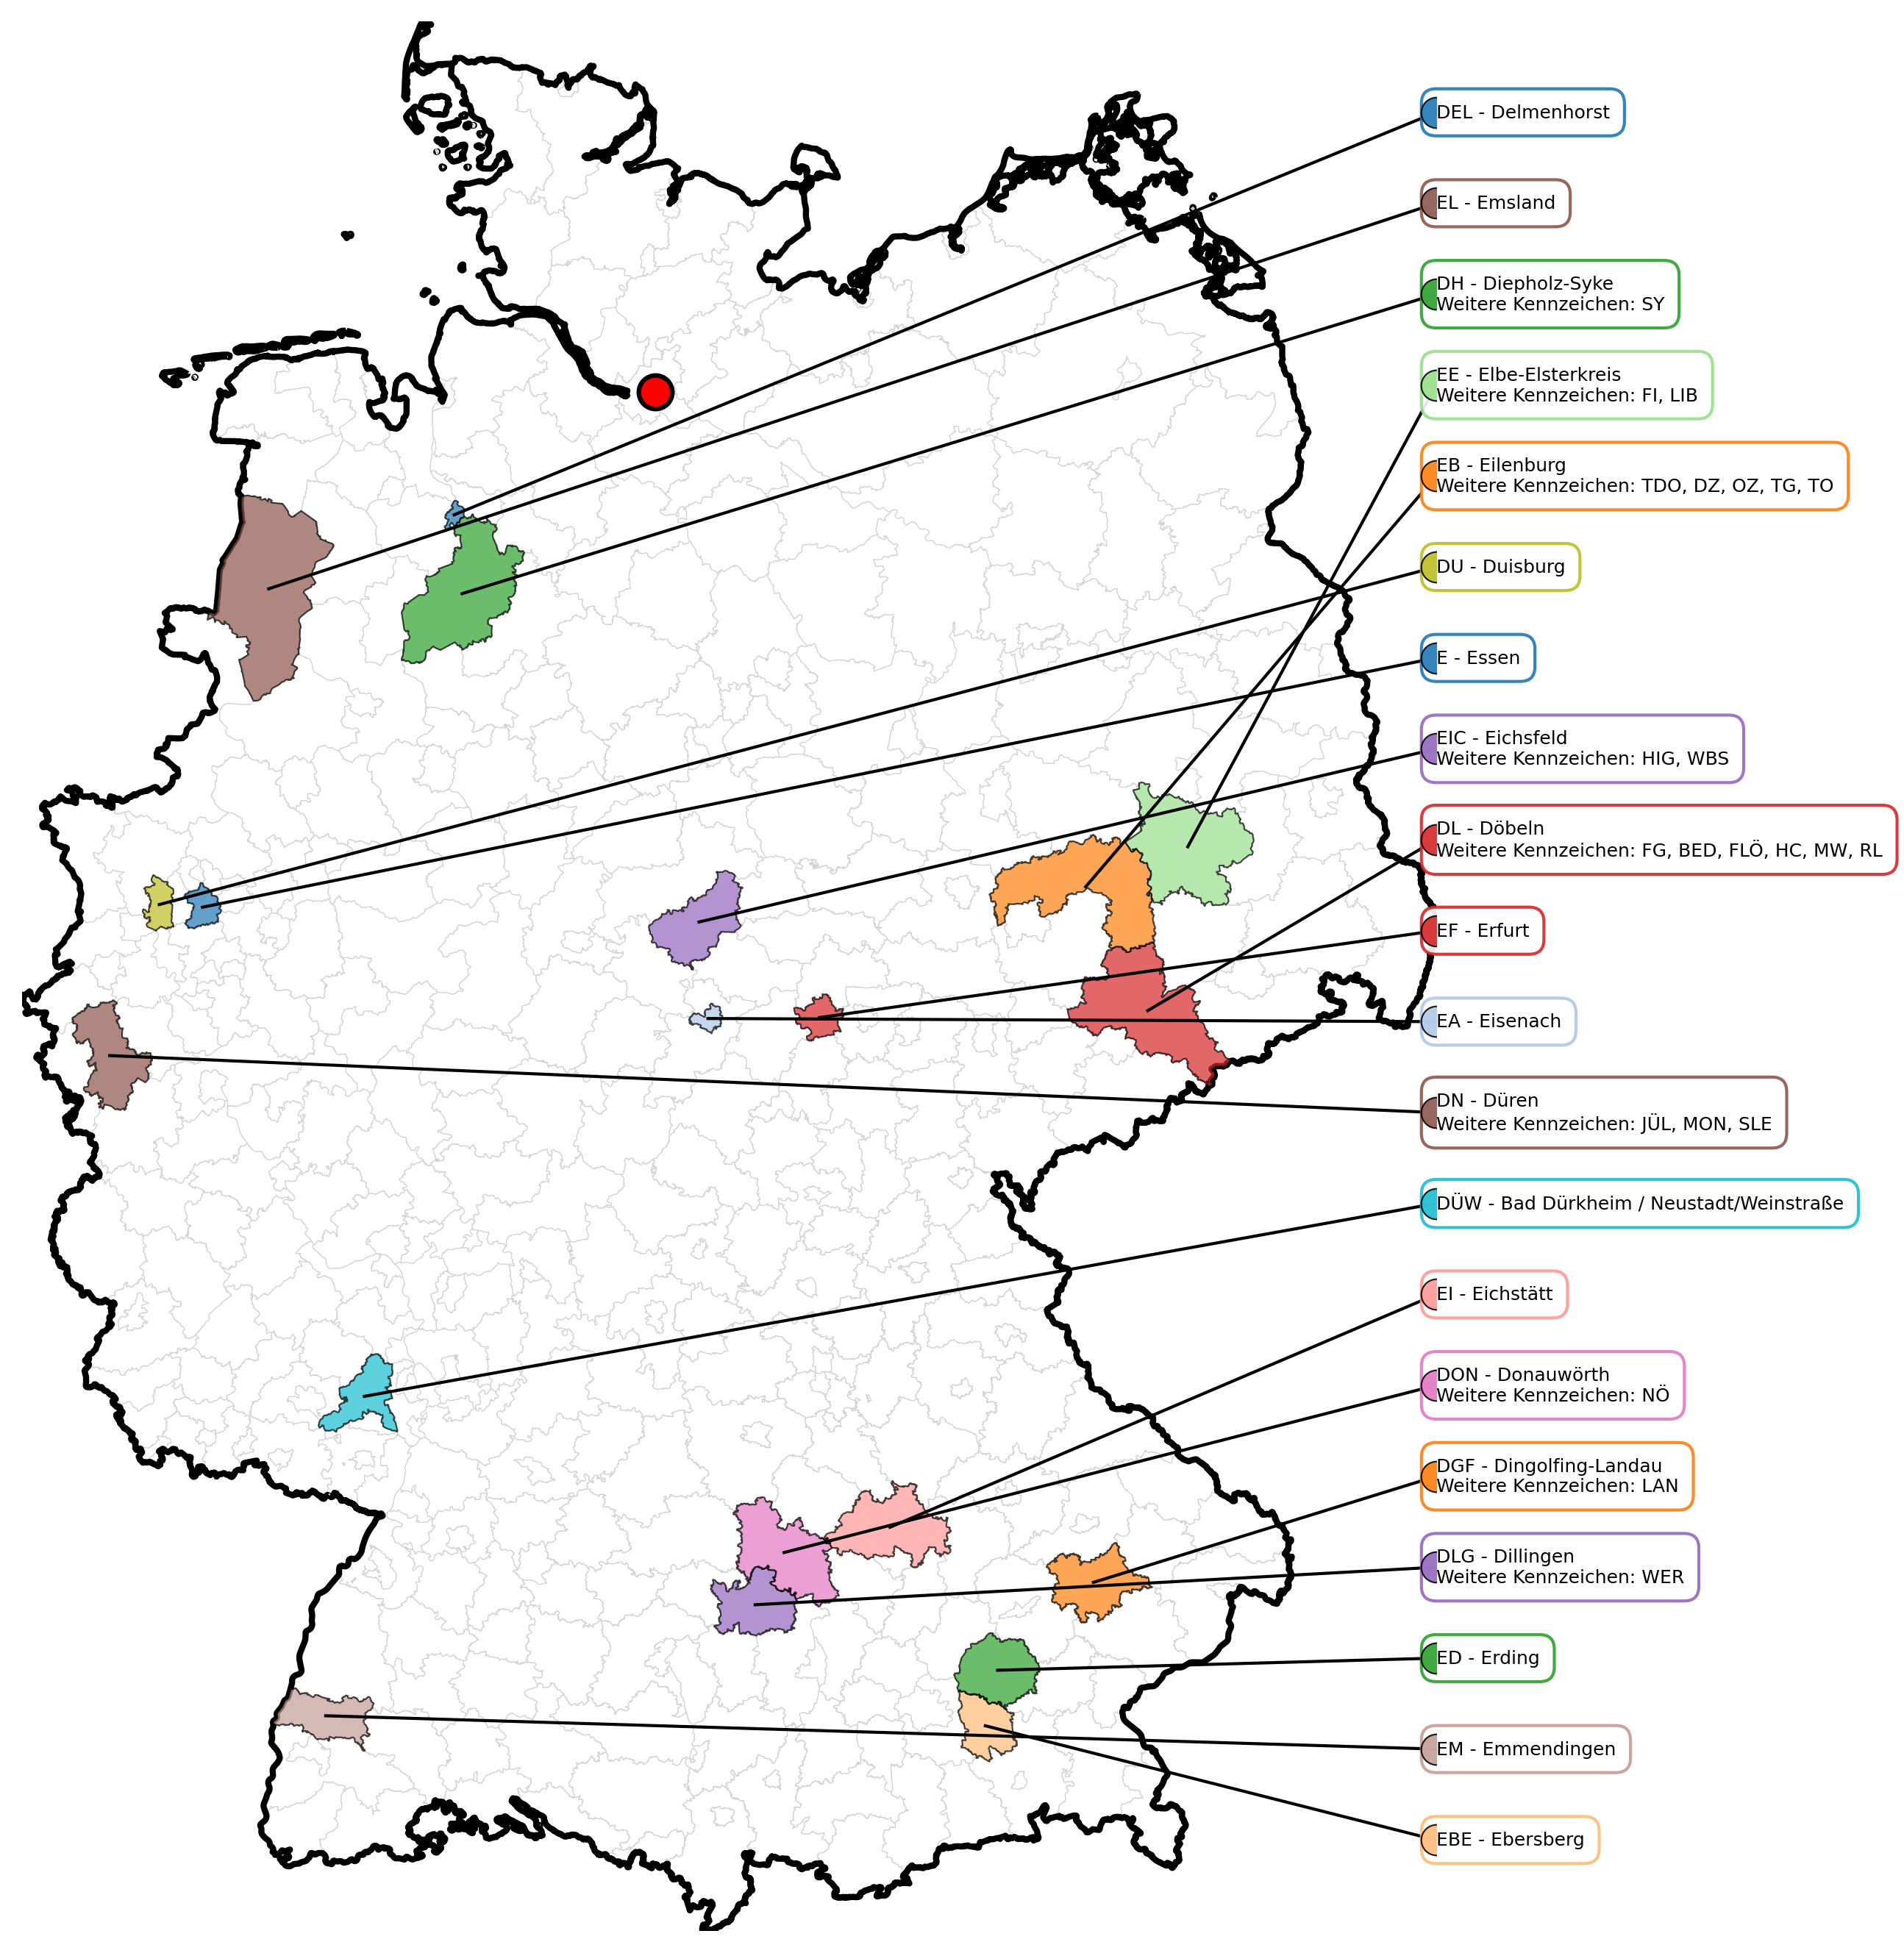 DEL - Delmenhorst
EL - Emsland
DH - Diepholz-Syke
Weitere Kennzeichen: SY
EE - Elbe-Elsterkreis
Weitere Kennzeichen: FI, LIB
EB - Eilenburg
Weitere Kennzeichen: TDO, DZ, OZ, TG, TO
DU - Duisburg
E - Essen
EIC - Eichsfeld
Weitere Kennzeichen: HIG, WBS
DL - Döbeln
Weitere Kennzeichen: FG, BED, FLÖ, HC, MW, RL
EF - Erfurt
EA - Eisenach
DN - Düren
Weitere Kennzeichen: JÜL, MON, SLE
DÜW - Bad Dürkheim / Neustadt/Weinstraße
EI - Eichstätt
DON - Donauwörth
Weitere Kennzeichen: NÖ
DGF - Dingolfing-Landau
Weitere Kennzeichen: LAN
DLG - Dillingen
Weitere Kennzeichen: WER
ED - Erding
EM - Emmendingen
EBE - Ebersberg